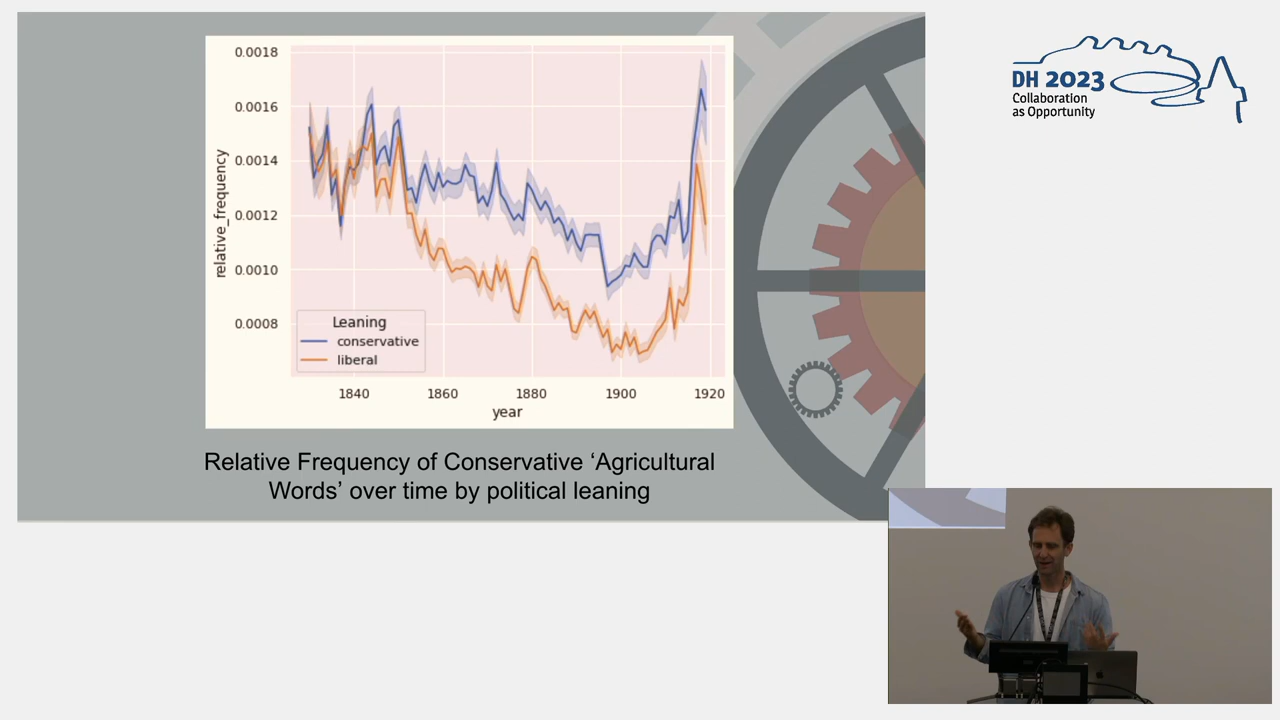 0.0018
0.0016
0.0014
0.0012
0.0010
0.0008
relative_frequency
Leaning
conservative
liberal
1840
1860
1880
1900
1920
year
Relative Frequency of Conservative ‘Agricultural
Words’ over time by political leaning
DH 2023
Collaboration
as Opportunity